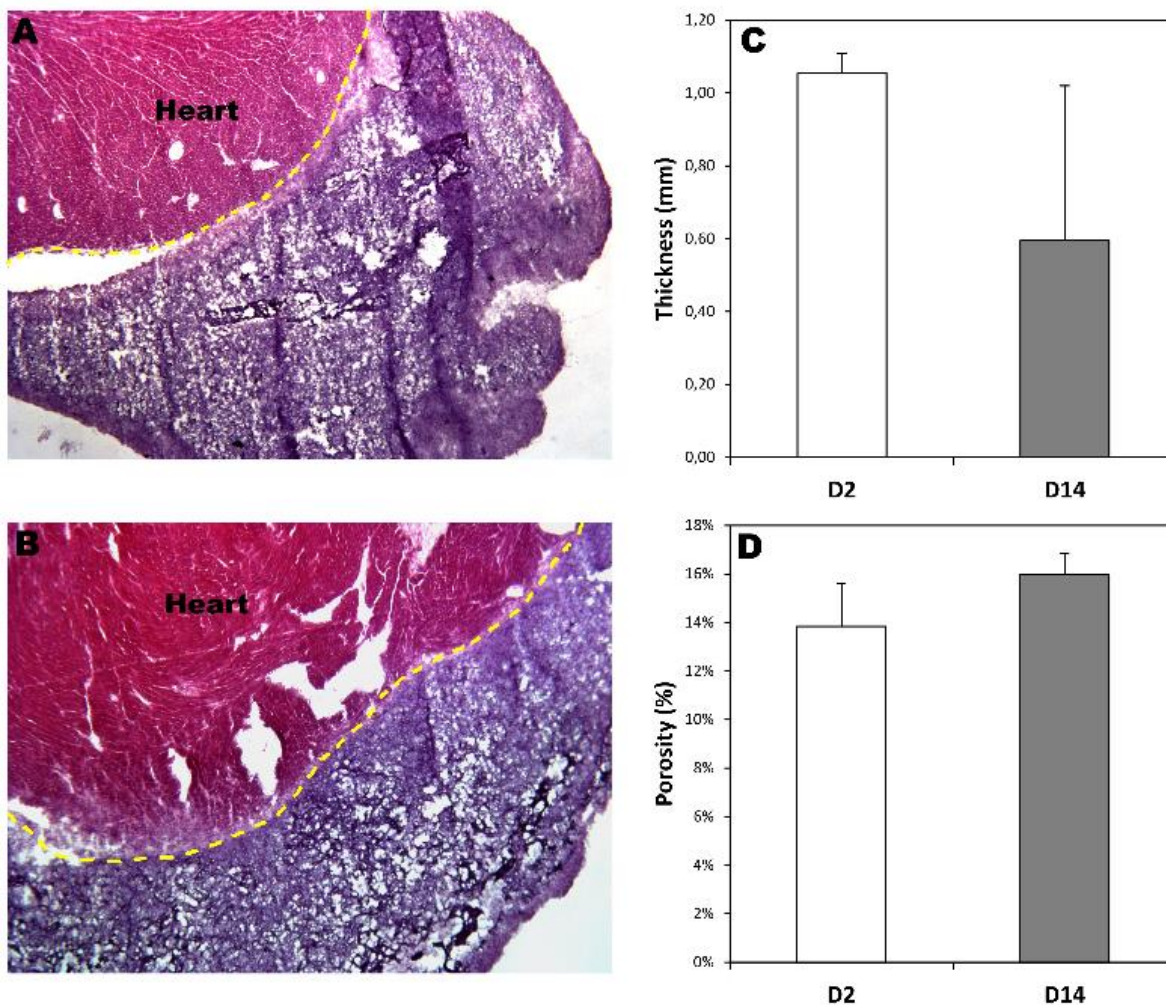 A
Heart
B
Heart
C
Thickness (mm)
1,20
1,00
0,80
0,60
0,40
0,20
0,00
D2
D14
D
Porosity (%)
18%
16%
14%
12%
10%
8%
6%
4%
2%
0%
D2
D14